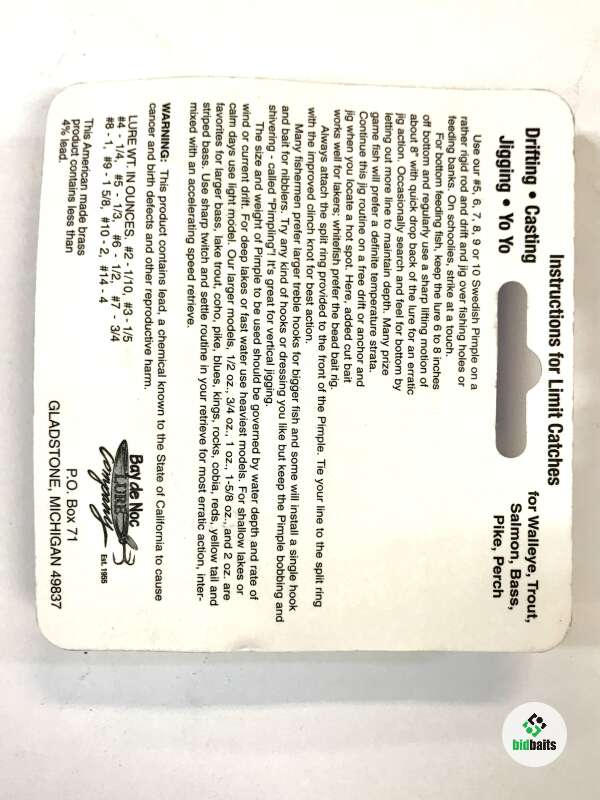 Instructions for Limit Catches
Drifting • Casting
Jigging • Yo Yo
for Walleye, Trout,
Salmon, Bass,
Pike, Perch
Use our #5, 6, 7, 8, 9 or 10 Swedish Pimple on a
rather rigid rod and drift and jig over fishing holes or
feeding banks. On schoolies, strike at a touch.
For bottom feeding fish, keep the lure 6 to 8 inches
off bottom and regularly use a sharp lifting motion of
about 8" with quick drop back of the lure for an erratic
jig action. Occasionally search and feel for bottom by
letting out more line to maintain depth. Many prize
game fish will prefer a definite temperature strata.
Continue this jig routine on a free drift or anchor and
jig when you locate a hot spot. Here, added cut bait
works well for lakers; whitefish prefer the bead bait rig.
Always attach the split ring provided to the front of the Pimple. Tie your line to the split ring
with the improved clinch knot for best action.
Many fishermen prefer larger treble hooks for bigger fish and some will install a single hook
and bait for nibblers. Try any kind of hooks or dressing you like but keep the Pimple bobbing and
shivering - called "Pimpling"! It's great for vertical jigging.
The size and weight of Pimple to be used should be governed by water depth and rate of
wind or current drift. For deep lakes or fast water use heaviest models. For shallow lakes or
calm days use light model. Our larger models, 1/2 oz., 3/4 oz., 1 oz., 1-5/8 oz., and 2 oz. are
favorites for larger bass, lake trout, coho, pike, blues, kings, rocks, cobia, reds, yellow tail and
striped bass. Use sharp twitch and settle routine in your retrieve for most erratic action, inter-
mixed with an accelerating speed retrieve.
WARNING: This product contains lead, a chemical known to the State of California to cause
cancer and birth defects and other reproductive harm.
LURE WT. IN OUNCES, #2 - 1/10, #3 - 1/5
#4 - 1/4, #5 - 1/3, #6 - 1/2, #7 - 3/4
#8 - 1, #9 - 1 5/8, #10 - 2, #14 - 4
This American made brass
product contains less than
4% lead.
Bay de Noc
LURE
Company
Est. 1955
P.O. Box 71
GLADSTONE, MICHIGAN 49837
bidbaits